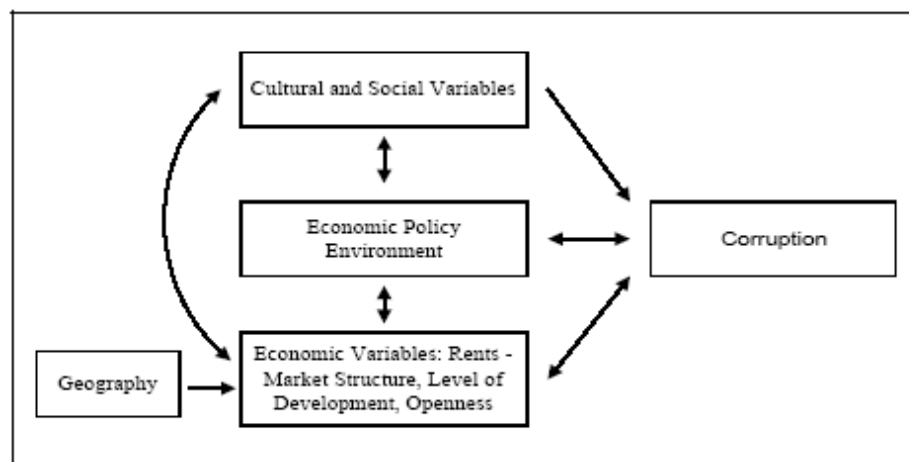 Cultural and Social Variables
Economic Policy
Environment
Corruption
Economic Variables: Rents -
Market Structure, Level of
Development, Openness
Geography